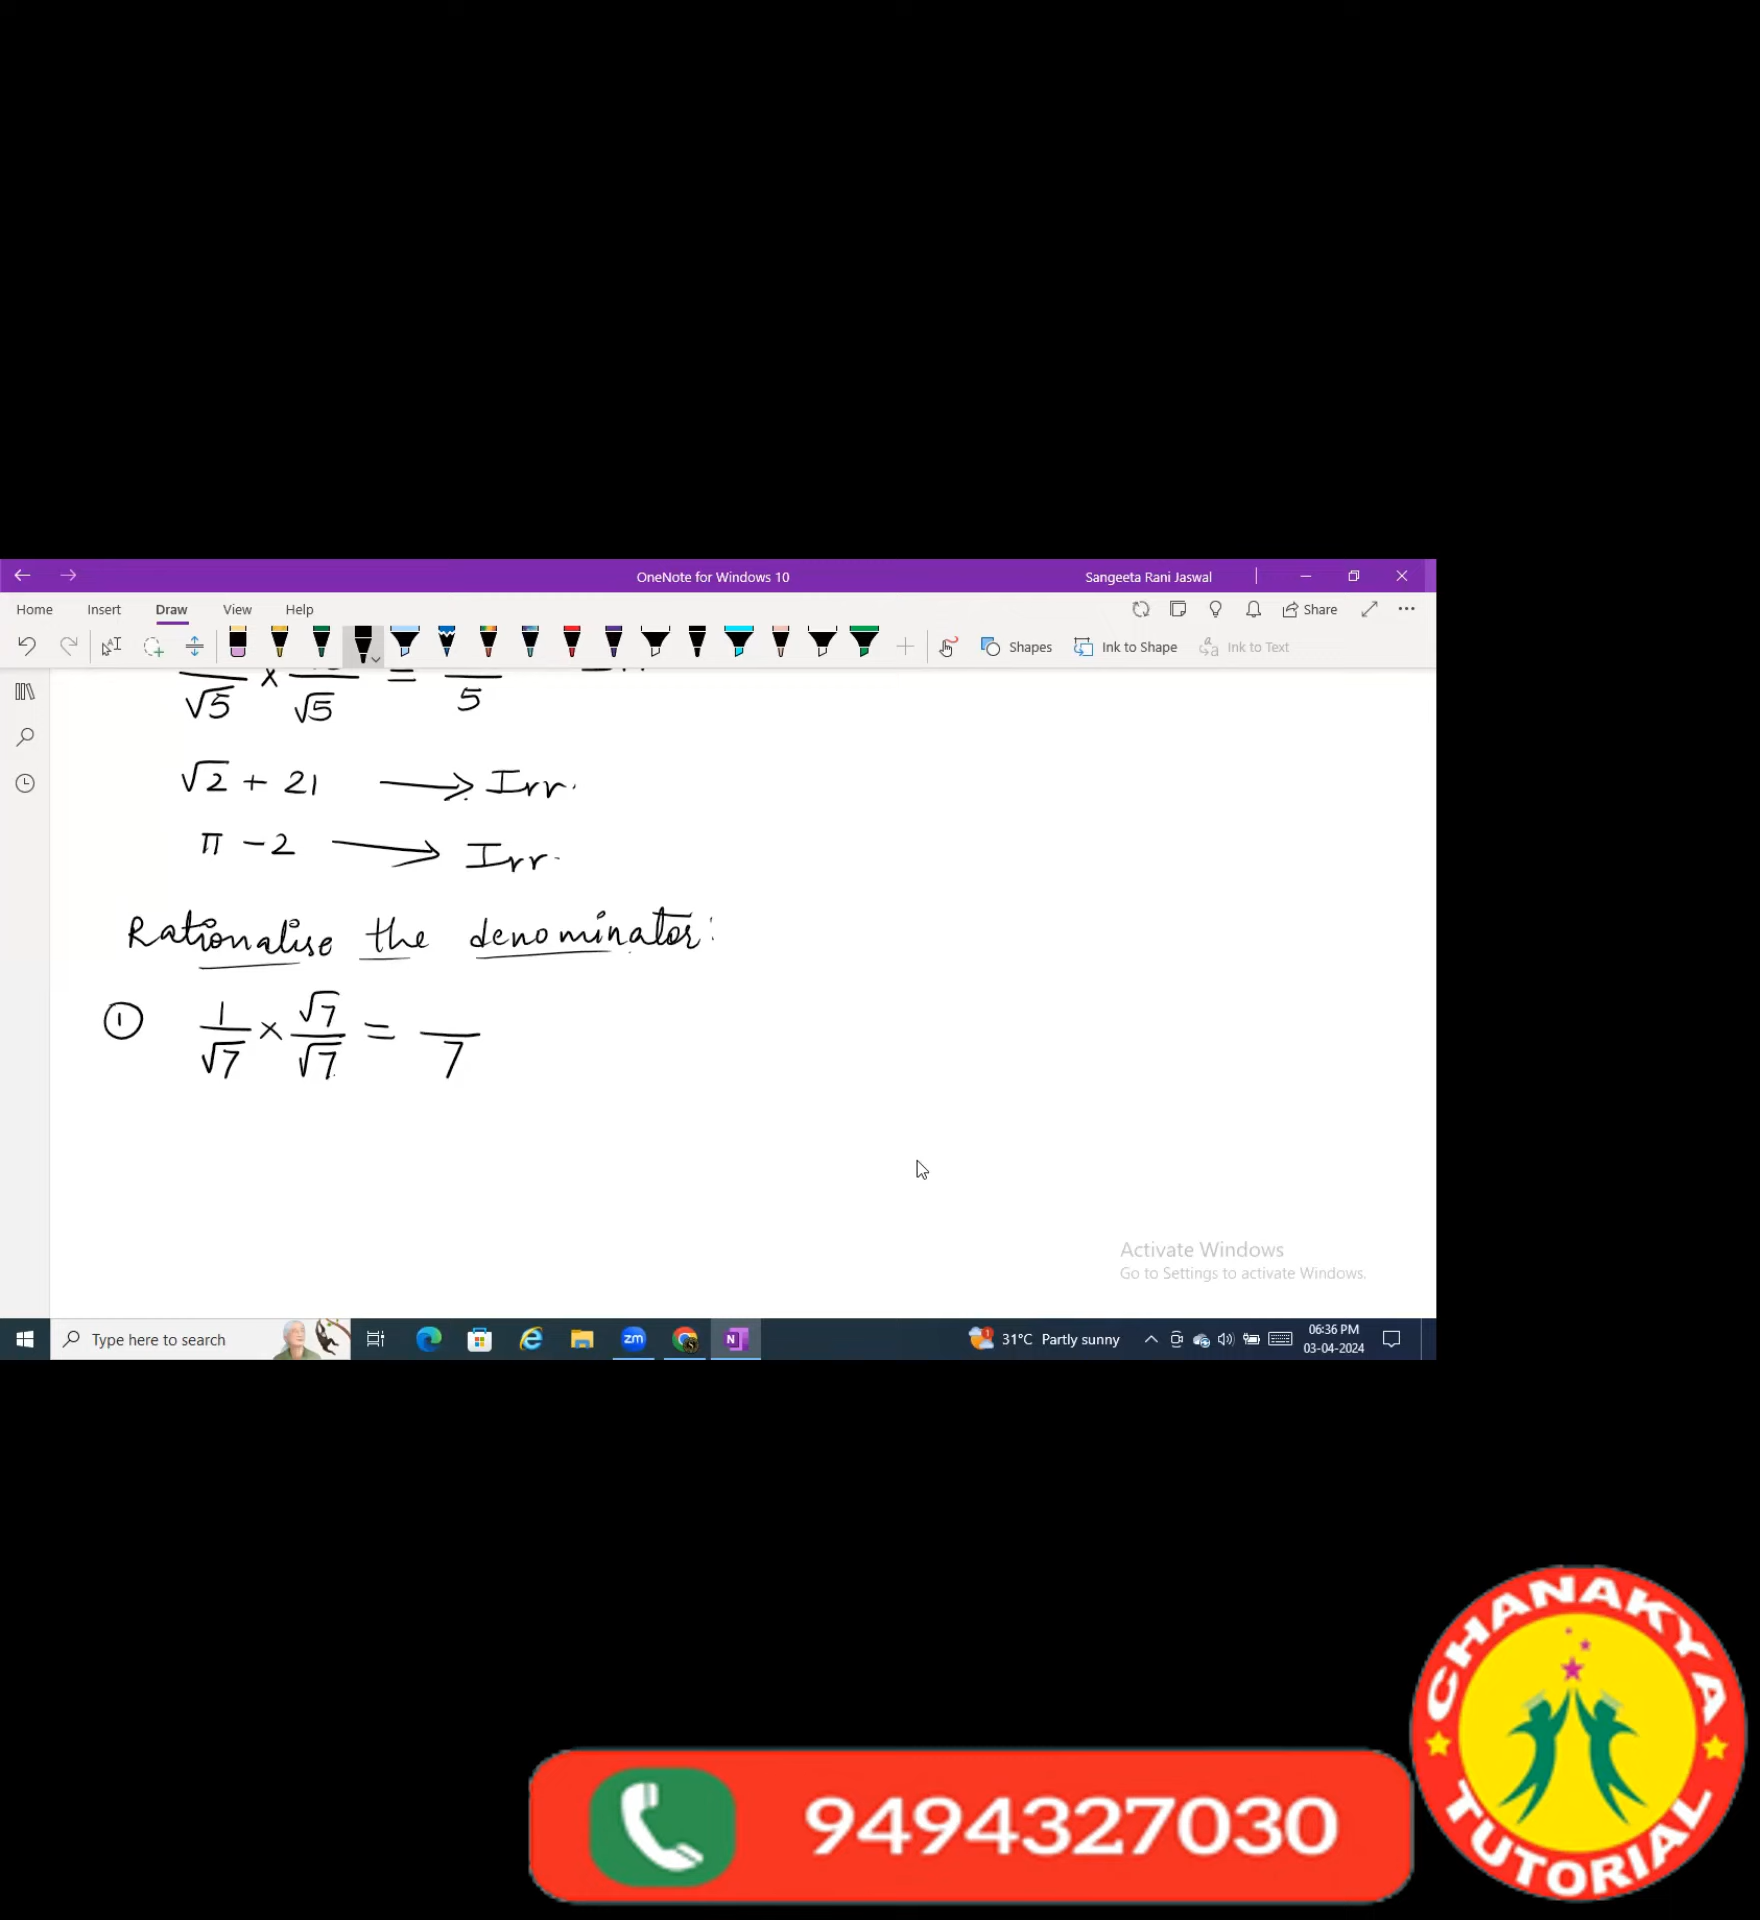 OneNote for Windows 10
Sangeeta Rani Jaswal
Home Insert Draw View Help
Share
Shapes Ink to Shape Ink to Text
√5 × √5 = 5
√2 + 21 → Irr.
π - 2 → Irr.
Rationalise the denominator:
① 1/√7 × √7/√7 = /7
Activate Windows
Go to Settings to activate Windows.
Type here to search
zm
N
31°C Partly sunny
06:36 PM
03-04-2024
CHANAKYA
TUTORIAL
9494327030